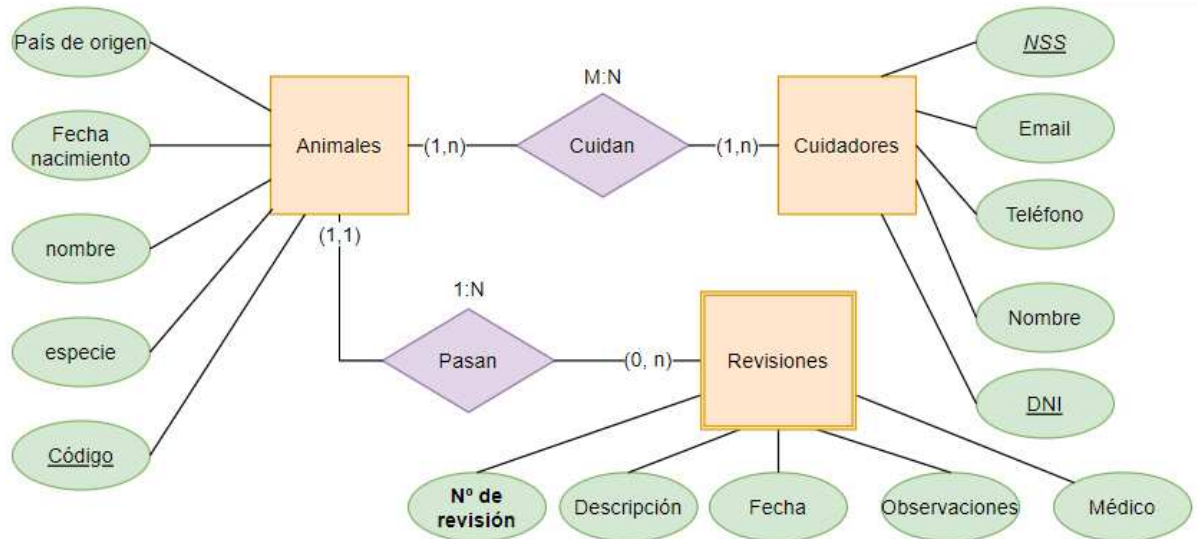 País de origen
NSS
M:N
Fecha
nacimiento
Animales
(1,n)
Cuidan
(1,n)
Cuidadores
Email
Teléfono
nombre
(1,1)
1:N
Nombre
especie
Pasan
(0, n)
Revisiones
DNI
Código
Nº de
revisión
Descripción
Fecha
Observaciones
Médico